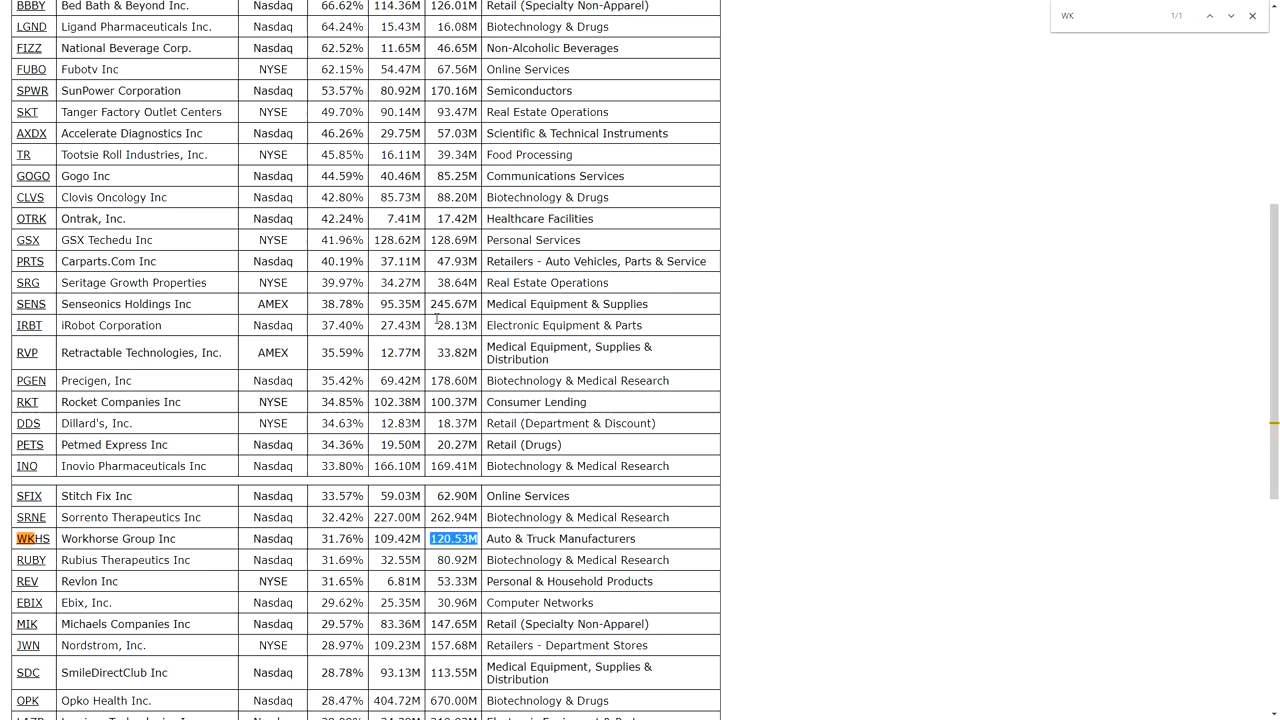 WK 1/1
BBBY Bed Bath & Beyond Inc. Nasdaq 66.62% 114.36M 126.01M Retail (Specialty Non-Apparel)
LGND Ligand Pharmaceuticals Inc. Nasdaq 64.24% 15.43M 16.08M Biotechnology & Drugs
FIZZ National Beverage Corp. Nasdaq 62.52% 11.65M 46.65M Non-Alcoholic Beverages
FUBO Fubotv Inc NYSE 62.15% 54.47M 67.56M Online Services
SPWR SunPower Corporation Nasdaq 53.57% 80.92M 170.16M Semiconductors
SKT Tanger Factory Outlet Centers NYSE 49.70% 90.14M 93.47M Real Estate Operations
AXDX Accelerate Diagnostics Inc Nasdaq 46.26% 29.75M 57.03M Scientific & Technical Instruments
TR Tootsie Roll Industries, Inc. NYSE 45.85% 16.11M 39.34M Food Processing
GOGO Gogo Inc Nasdaq 44.59% 40.46M 85.25M Communications Services
CLVS Clovis Oncology Inc Nasdaq 42.80% 85.73M 88.20M Biotechnology & Drugs
OTRK Ontrak, Inc. Nasdaq 42.24% 7.41M 17.42M Healthcare Facilities
GSX GSX Techedu Inc NYSE 41.96% 128.62M 128.69M Personal Services
PRTS Carparts.Com Inc Nasdaq 40.19% 37.11M 47.93M Retailers - Auto Vehicles, Parts & Service
SRG Seritage Growth Properties NYSE 39.97% 34.27M 38.64M Real Estate Operations
SENS Senseonics Holdings Inc AMEX 38.78% 95.35M 245.67M Medical Equipment & Supplies
IRBT iRobot Corporation Nasdaq 37.40% 27.43M 28.13M Electronic Equipment & Parts
RVP Retractable Technologies, Inc. AMEX 35.59% 12.77M 33.82M Medical Equipment, Supplies &
Distribution
PGEN Precigen, Inc Nasdaq 35.42% 69.42M 178.60M Biotechnology & Medical Research
RKT Rocket Companies Inc NYSE 34.85% 102.38M 100.37M Consumer Lending
DDS Dillard's, Inc. NYSE 34.63% 12.83M 18.37M Retail (Department & Discount)
PETS Petmed Express Inc Nasdaq 34.36% 19.50M 20.27M Retail (Drugs)
INO Inovio Pharmaceuticals Inc Nasdaq 33.80% 166.10M 169.41M Biotechnology & Medical Research
SFIX Stitch Fix Inc Nasdaq 33.57% 59.03M 62.90M Online Services
SRNE Sorrento Therapeutics Inc Nasdaq 32.42% 227.00M 262.94M Biotechnology & Medical Research
WKHS Workhorse Group Inc Nasdaq 31.76% 109.42M 120.53M Auto & Truck Manufacturers
RUBY Rubius Therapeutics Inc Nasdaq 31.69% 32.55M 80.92M Biotechnology & Medical Research
REV Revlon Inc NYSE 31.65% 6.81M 53.33M Personal & Household Products
EBIX Ebix, Inc. Nasdaq 29.62% 25.35M 30.96M Computer Networks
MIK Michaels Companies Inc Nasdaq 29.57% 83.36M 147.65M Retail (Specialty Non-Apparel)
JWN Nordstrom, Inc. NYSE 28.97% 109.23M 157.68M Retailers - Department Stores
SDC SmileDirectClub Inc Nasdaq 28.78% 93.13M 113.55M Medical Equipment, Supplies &
Distribution
OPK Opko Health Inc. Nasdaq 28.47% 404.72M 670.00M Biotechnology & Drugs